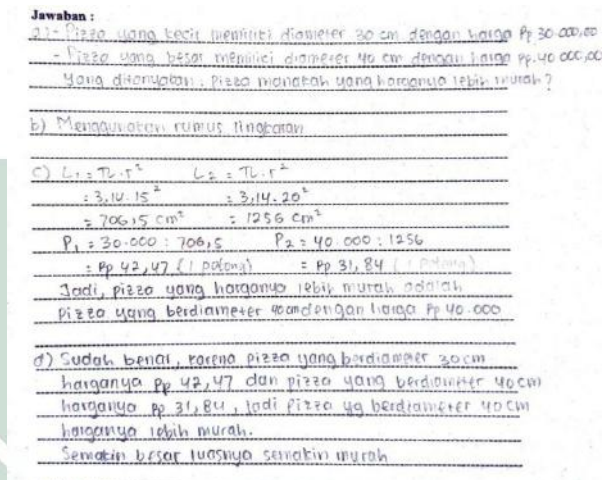 Jawaban :
a) - Pizza yang kecil memiliki diameter 30 cm dengan harga Rp 30.000,00
- Pizza yang besar memiliki diameter 40 cm dengan harga Rp.40.000,00
Yang ditanyakan : Pizza manakah yang harganya lebih murah?
b) Menggunakan rumus lingkaran
c) L₁ = π . r² L₂ = π . r²
= 3,14. 15² = 3,14. 20²
= 706,5 cm² = 1256 cm²
P₁ = 30.000 : 706,5 P₂ = 40.000 : 1256
= Rp 42,47 (1 potong) = Rp 31,84 (1 potong)
Jadi, pizza yang harganya lebih murah adalah
pizza yang berdiameter 40 cm dengan harga Rp 40.000
d) Sudah benar, karena pizza yang berdiameter 30 cm
harganya Rp 42,47 dan pizza yang berdiameter 40 cm
harganya Rp 31,84, jadi pizza yg berdiameter 40 cm
harganya lebih murah.
Semakin besar luasnya semakin murah